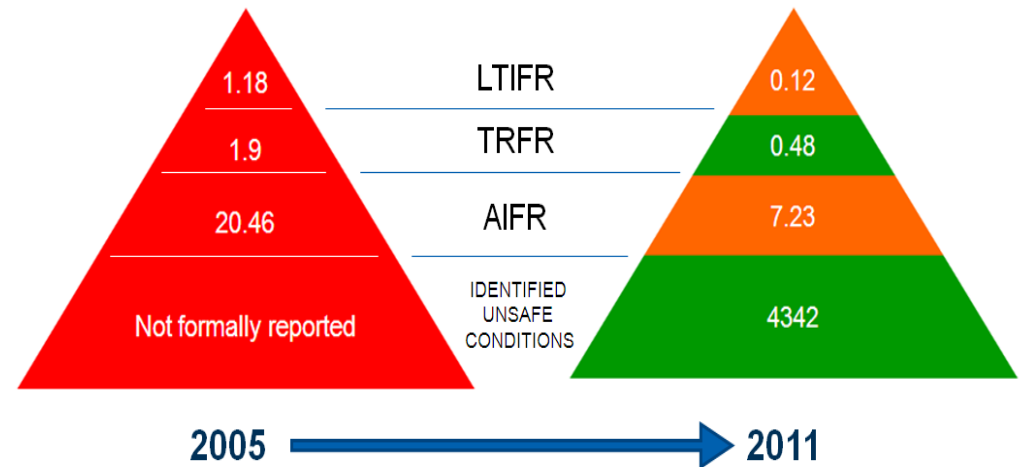 1.18 LTIFR 0.12
1.9 TRFR 0.48
20.46 AIFR 7.23
IDENTIFIED
UNSAFE
CONDITIONS
Not formally reported 4342
2005 2011